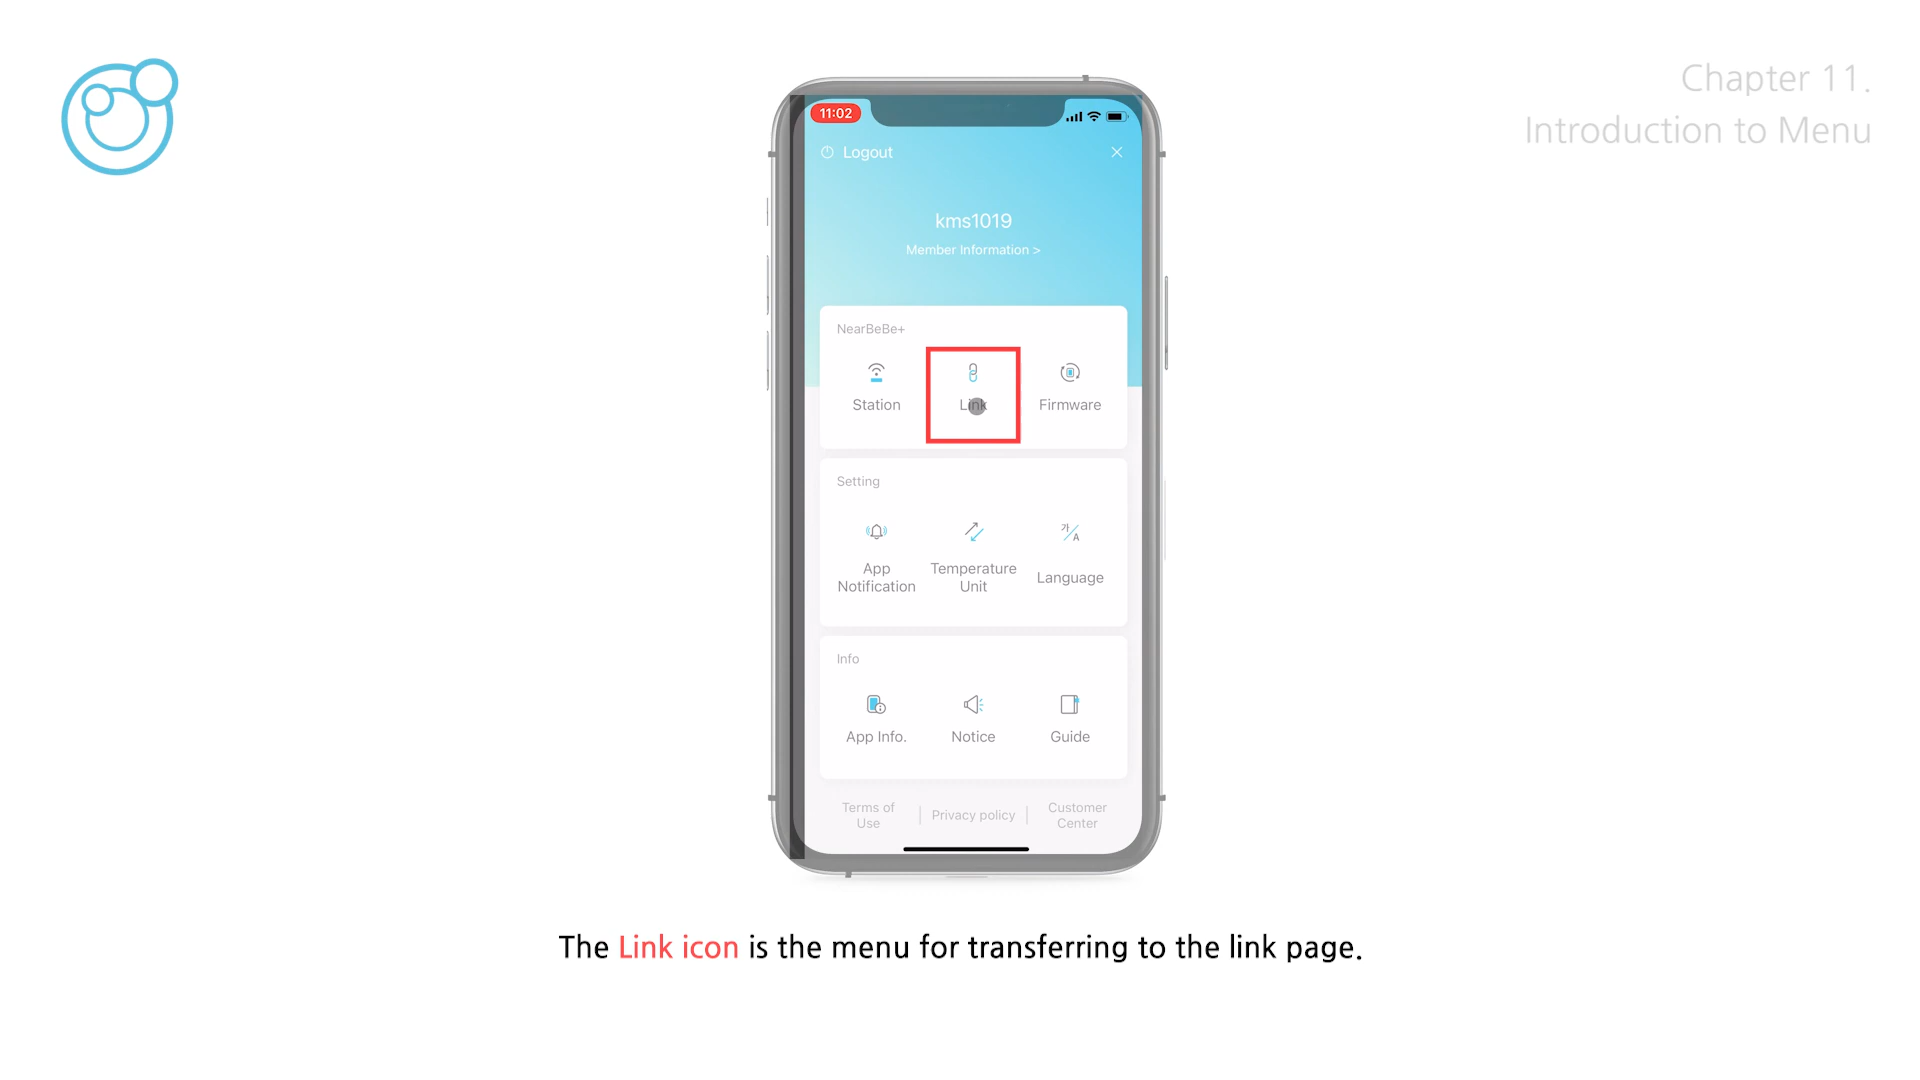 Chapter 11.
Introduction to Menu
11:02
Logout
kms1019
Member Information >
NearBeBe+
Station
Link
Firmware
Setting
App
Notification
Temperature
Unit
가/A
Language
Info
App Info.
Notice
Guide
Terms of
Use
Privacy policy
Customer
Center
The Link icon is the menu for transferring to the link page.